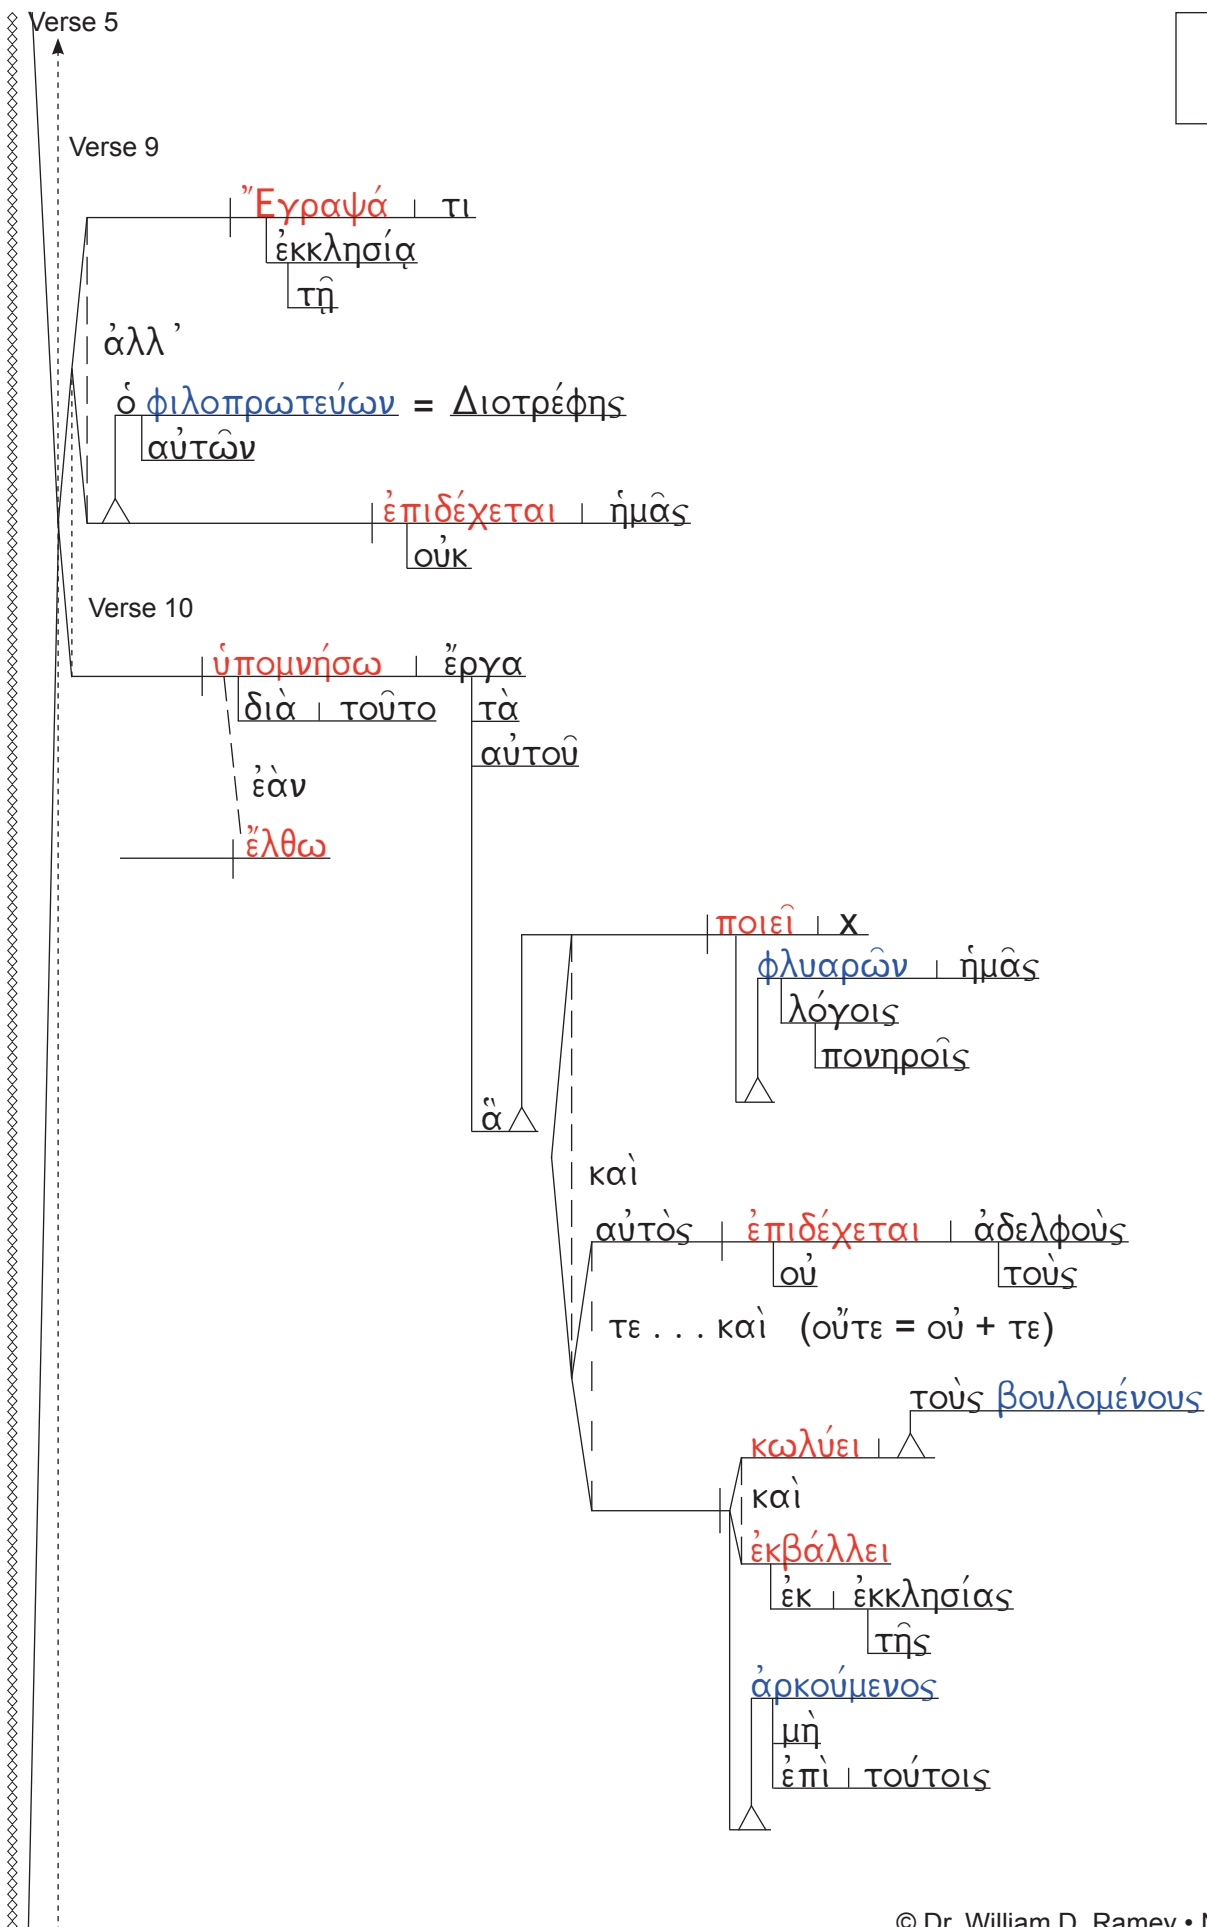 Verse 5
Verse 9
Ἔγραψά τι
ἐκκλησίᾳ
τῇ
ἀλλ’
ὁ φιλοπρωτεύων = Διοτρέφης
αὐτῶν
ἐπιδέχεται ἡμᾶς
οὐκ
Verse 10
ὑπομνήσω ἔργα
διὰ τοῦτο τὰ
αὐτοῦ
ἐὰν
ἔλθω
ποιεῖ x
φλυαρῶν ἡμᾶς
λόγοις
πονηροῖς
ἃ
καὶ
αὐτὸς ἐπιδέχεται ἀδελφοὺς
οὐ τοὺς
τε . . . καὶ (οὔτε = οὐ + τε)
τοὺς βουλομένους
κωλύει
καὶ
ἐκβάλλει
ἐκ ἐκκλησίας
τῆς
ἀρκούμενος
μὴ
ἐπὶ τούτοις
© Dr. William D. Ramey •